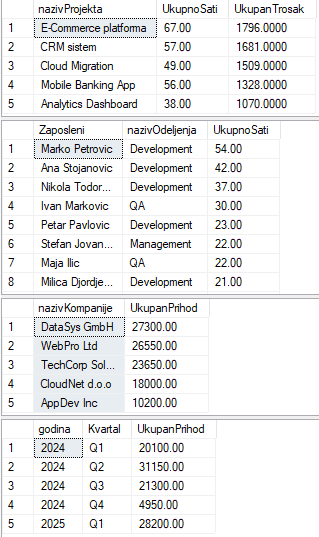 nazivProjekta UkupnoSati UkupanTrosak
1 E-Commerce platforma 67.00 1796.0000
2 CRM sistem 57.00 1681.0000
3 Cloud Migration 49.00 1509.0000
4 Mobile Banking App 56.00 1328.0000
5 Analytics Dashboard 38.00 1070.0000
Zaposleni nazivOdeljenja UkupnoSati
1 Marko Petrovic Development 54.00
2 Ana Stojanovic Development 42.00
3 Nikola Todor... Development 37.00
4 Ivan Markovic QA 30.00
5 Petar Pavlovic Development 23.00
6 Stefan Jovan... Management 22.00
7 Maja Ilic QA 22.00
8 Milica Djordje... Development 21.00
nazivKompanije UkupanPrihod
1 DataSys GmbH 27300.00
2 WebPro Ltd 26550.00
3 TechCorp Sol... 23650.00
4 CloudNet d.o.o 18000.00
5 AppDev Inc 10200.00
godina Kvartal UkupanPrihod
1 2024 Q1 20100.00
2 2024 Q2 31150.00
3 2024 Q3 21300.00
4 2024 Q4 4950.00
5 2025 Q1 28200.00